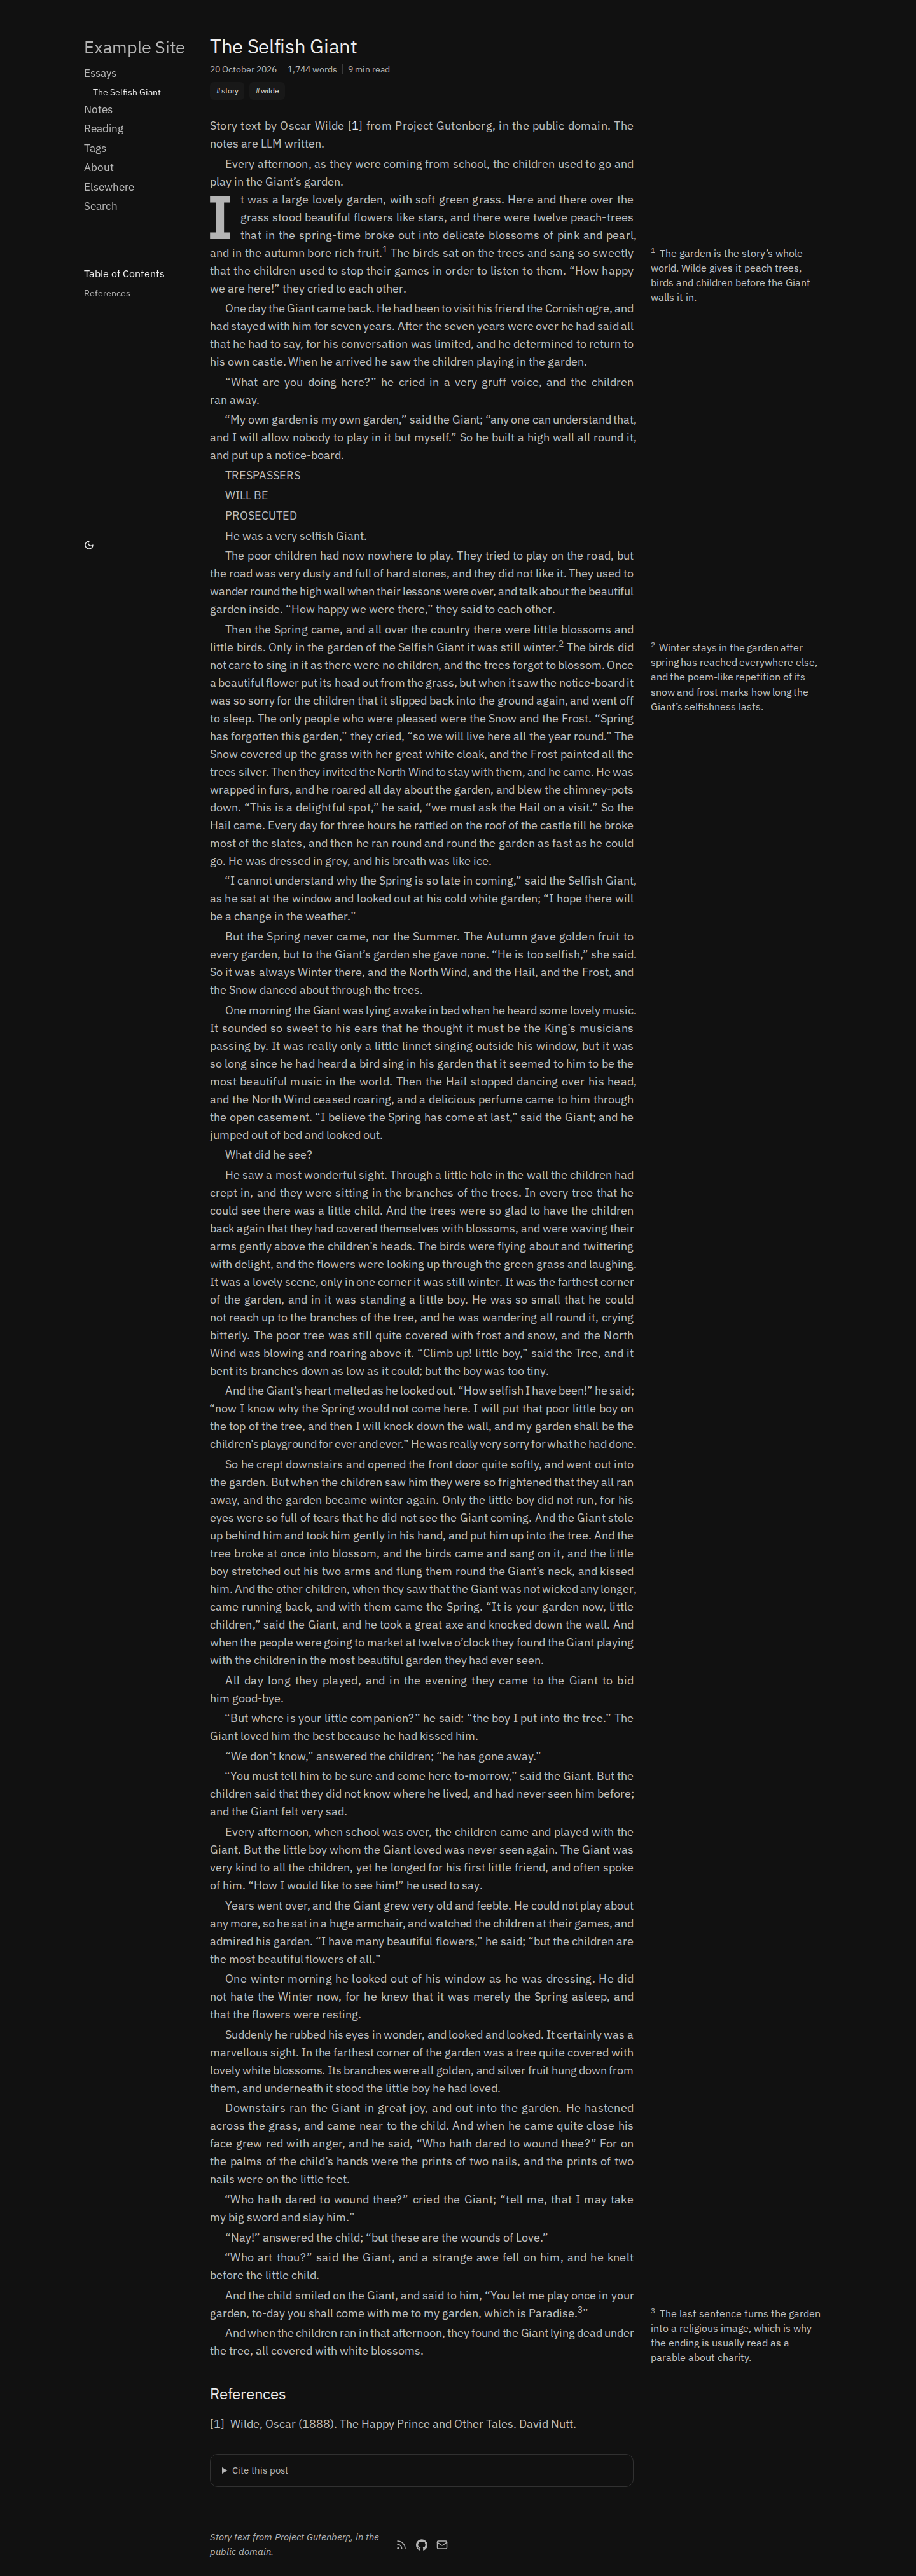 Example Site
Essays
The Selfish Giant
Notes
Reading
Tags
About
Elsewhere
Search
Table of Contents
References
The Selfish Giant
20 October 2026 | 1,744 words | 9 min read
#story #wilde
Story text by Oscar Wilde [1] from Project Gutenberg, in the public domain. The
notes are LLM written.
Every afternoon, as they were coming from school, the children used to go and
play in the Giant’s garden.
It was a large lovely garden, with soft green grass. Here and there over the
grass stood beautiful flowers like stars, and there were twelve peach-trees
that in the spring-time broke out into delicate blossoms of pink and pearl,
and in the autumn bore rich fruit.1 The birds sat on the trees and sang so sweetly
that the children used to stop their games in order to listen to them. “How happy
we are here!” they cried to each other.
One day the Giant came back. He had been to visit his friend the Cornish ogre, and
had stayed with him for seven years. After the seven years were over he had said all
that he had to say, for his conversation was limited, and he determined to return to
his own castle. When he arrived he saw the children playing in the garden.
“What are you doing here?” he cried in a very gruff voice, and the children
ran away.
“My own garden is my own garden,” said the Giant; “any one can understand that,
and I will allow nobody to play in it but myself.” So he built a high wall all round it,
and put up a notice-board.
TRESPASSERS
WILL BE
PROSECUTED
He was a very selfish Giant.
The poor children had now nowhere to play. They tried to play on the road, but
the road was very dusty and full of hard stones, and they did not like it. They used to
wander round the high wall when their lessons were over, and talk about the beautiful
garden inside. “How happy we were there,” they said to each other.
Then the Spring came, and all over the country there were little blossoms and
little birds. Only in the garden of the Selfish Giant it was still winter.2 The birds did
not care to sing in it as there were no children, and the trees forgot to blossom. Once
a beautiful flower put its head out from the grass, but when it saw the notice-board it
was so sorry for the children that it slipped back into the ground again, and went off
to sleep. The only people who were pleased were the Snow and the Frost. “Spring
has forgotten this garden,” they cried, “so we will live here all the year round.” The
Snow covered up the grass with her great white cloak, and the Frost painted all the
trees silver. Then they invited the North Wind to stay with them, and he came. He was
wrapped in furs, and he roared all day about the garden, and blew the chimney-pots
down. “This is a delightful spot,” he said, “we must ask the Hail on a visit.” So the
Hail came. Every day for three hours he rattled on the roof of the castle till he broke
most of the slates, and then he ran round and round the garden as fast as he could
go. He was dressed in grey, and his breath was like ice.
“I cannot understand why the Spring is so late in coming,” said the Selfish Giant,
as he sat at the window and looked out at his cold white garden; “I hope there will
be a change in the weather.”
But the Spring never came, nor the Summer. The Autumn gave golden fruit to
every garden, but to the Giant’s garden she gave none. “He is too selfish,” she said.
So it was always Winter there, and the North Wind, and the Hail, and the Frost, and
the Snow danced about through the trees.
One morning the Giant was lying awake in bed when he heard some lovely music.
It sounded so sweet to his ears that he thought it must be the King’s musicians
passing by. It was really only a little linnet singing outside his window, but it was
so long since he had heard a bird sing in his garden that it seemed to him to be the
most beautiful music in the world. Then the Hail stopped dancing over his head,
and the North Wind ceased roaring, and a delicious perfume came to him through
the open casement. “I believe the Spring has come at last,” said the Giant; and he
jumped out of bed and looked out.
What did he see?
He saw a most wonderful sight. Through a little hole in the wall the children had
crept in, and they were sitting in the branches of the trees. In every tree that he
could see there was a little child. And the trees were so glad to have the children
back again that they had covered themselves with blossoms, and were waving their
arms gently above the children’s heads. The birds were flying about and twittering
with delight, and the flowers were looking up through the green grass and laughing.
It was a lovely scene, only in one corner it was still winter. It was the farthest corner
of the garden, and in it was standing a little boy. He was so small that he could
not reach up to the branches of the tree, and he was wandering all round it, crying
bitterly. The poor tree was still quite covered with frost and snow, and the North
Wind was blowing and roaring above it. “Climb up! little boy,” said the Tree, and it
bent its branches down as low as it could; but the boy was too tiny.
And the Giant’s heart melted as he looked out. “How selfish I have been!” he said;
“now I know why the Spring would not come here. I will put that poor little boy on
the top of the tree, and then I will knock down the wall, and my garden shall be the
children’s playground for ever and ever.” He was really very sorry for what he had done.
So he crept downstairs and opened the front door quite softly, and went out into
the garden. But when the children saw him they were so frightened that they all ran
away, and the garden became winter again. Only the little boy did not run, for his
eyes were so full of tears that he did not see the Giant coming. And the Giant stole
up behind him and took him gently in his hand, and put him up into the tree. And the
tree broke at once into blossom, and the birds came and sang on it, and the little
boy stretched out his two arms and flung them round the Giant’s neck, and kissed
him. And the other children, when they saw that the Giant was not wicked any longer,
came running back, and with them came the Spring. “It is your garden now, little
children,” said the Giant, and he took a great axe and knocked down the wall. And
when the people were going to market at twelve o’clock they found the Giant playing
with the children in the most beautiful garden they had ever seen.
All day long they played, and in the evening they came to the Giant to bid
him good-bye.
“But where is your little companion?” he said: “the boy I put into the tree.” The
Giant loved him the best because he had kissed him.
“We don’t know,” answered the children; “he has gone away.”
“You must tell him to be sure and come here to-morrow,” said the Giant. But the
children said that they did not know where he lived, and had never seen him before;
and the Giant felt very sad.
Every afternoon, when school was over, the children came and played with the
Giant. But the little boy whom the Giant loved was never seen again. The Giant was
very kind to all the children, yet he longed for his first little friend, and often spoke
of him. “How I would like to see him!” he used to say.
Years went over, and the Giant grew very old and feeble. He could not play about
any more, so he sat in a huge armchair, and watched the children at their games, and
admired his garden. “I have many beautiful flowers,” he said; “but the children are
the most beautiful flowers of all.”
One winter morning he looked out of his window as he was dressing. He did
not hate the Winter now, for he knew that it was merely the Spring asleep, and
that the flowers were resting.
Suddenly he rubbed his eyes in wonder, and looked and looked. It certainly was a
marvellous sight. In the farthest corner of the garden was a tree quite covered with
lovely white blossoms. Its branches were all golden, and silver fruit hung down from
them, and underneath it stood the little boy he had loved.
Downstairs ran the Giant in great joy, and out into the garden. He hastened
across the grass, and came near to the child. And when he came quite close his
face grew red with anger, and he said, “Who hath dared to wound thee?” For on
the palms of the child’s hands were the prints of two nails, and the prints of two
nails were on the little feet.
“Who hath dared to wound thee?” cried the Giant; “tell me, that I may take
my big sword and slay him.”
“Nay!” answered the child; “but these are the wounds of Love.”
“Who art thou?” said the Giant, and a strange awe fell on him, and he knelt
before the little child.
And the child smiled on the Giant, and said to him, “You let me play once in your
garden, to-day you shall come with me to my garden, which is Paradise.3”
And when the children ran in that afternoon, they found the Giant lying dead under
the tree, all covered with white blossoms.
1 The garden is the story’s whole
world. Wilde gives it peach trees,
birds and children before the Giant
walls it in.
2 Winter stays in the garden after
spring has reached everywhere else,
and the poem-like repetition of its
snow and frost marks how long the
Giant’s selfishness lasts.
3 The last sentence turns the garden
into a religious image, which is why
the ending is usually read as a
parable about charity.
References
[1] Wilde, Oscar (1888). The Happy Prince and Other Tales. David Nutt.
Cite this post
Story text from Project Gutenberg, in the
public domain.